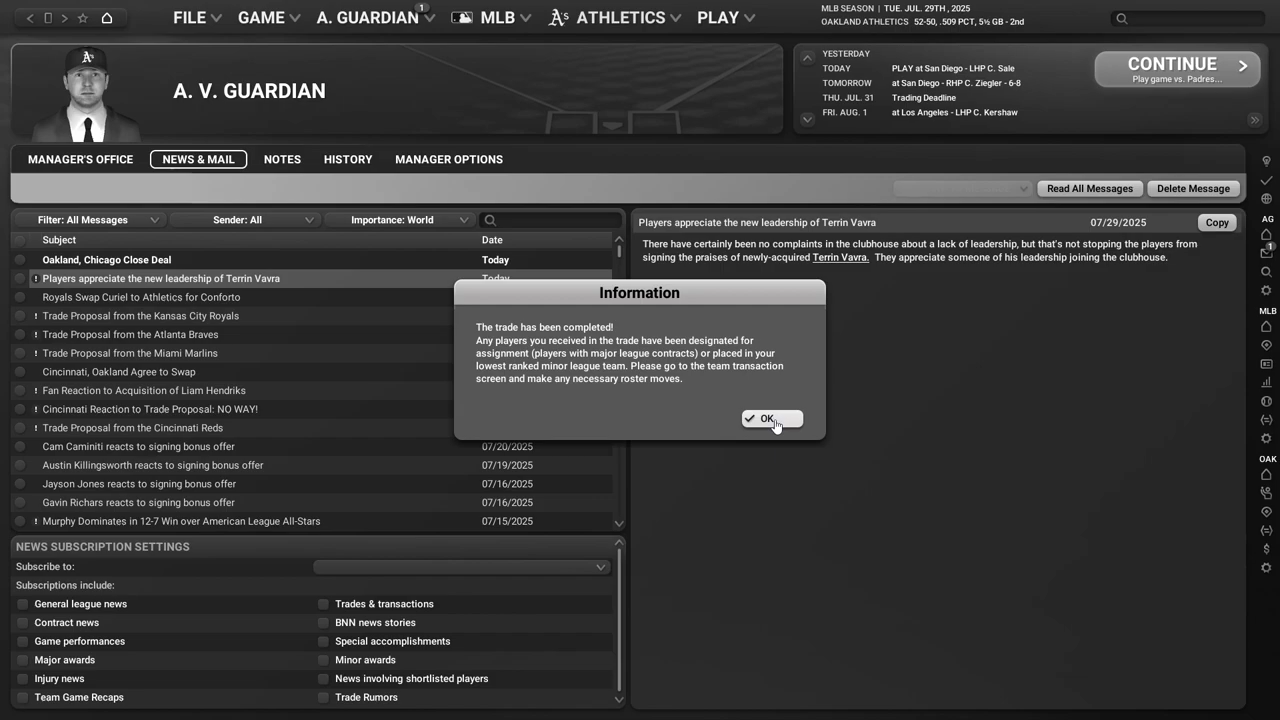 FILE GAME A. GUARDIAN 1 MLB A's ATHLETICS PLAY
MLB SEASON | TUE. JUL. 29TH , 2025
OAKLAND ATHLETICS 52-50, .509 PCT, 5½ GB - 2nd
A's
A. V. GUARDIAN
YESTERDAY
TODAY PLAY at San Diego - LHP C. Sale
TOMORROW at San Diego - RHP C. Ziegler - 6-8
THU. JUL. 31 Trading Deadline
FRI. AUG. 1 at Los Angeles - LHP C. Kershaw
CONTINUE
Play game vs. Padres...
MANAGER'S OFFICE NEWS & MAIL NOTES HISTORY MANAGER OPTIONS
Read All Messages Delete Message
Filter: All Messages Sender: All Importance: World
Subject Date
Oakland, Chicago Close Deal Today
! Players appreciate the new leadership of Terrin Vavra Today
Royals Swap Curiel to Athletics for Conforto
! Trade Proposal from the Kansas City Royals
! Trade Proposal from the Atlanta Braves
! Trade Proposal from the Miami Marlins
Cincinnati, Oakland Agree to Swap
! Fan Reaction to Acquisition of Liam Hendriks
! Cincinnati Reaction to Trade Proposal: NO WAY!
! Trade Proposal from the Cincinnati Reds
Cam Caminiti reacts to signing bonus offer 07/20/2025
Austin Killingsworth reacts to signing bonus offer 07/19/2025
Jayson Jones reacts to signing bonus offer 07/16/2025
Gavin Richars reacts to signing bonus offer 07/16/2025
! Murphy Dominates in 12-7 Win over American League All-Stars 07/15/2025
Players appreciate the new leadership of Terrin Vavra 07/29/2025 Copy
There have certainly been no complaints in the clubhouse about a lack of leadership, but that's not stopping the players from
signing the praises of newly-acquired Terrin Vavra. They appreciate someone of his leadership joining the clubhouse.
Information
The trade has been completed!
Any players you received in the trade have been designated for
assignment (players with major league contracts) or placed in your
lowest ranked minor league team. Please go to the team transaction
screen and make any necessary roster moves.
OK
NEWS SUBSCRIPTION SETTINGS
Subscribe to:
Subscriptions include:
General league news Trades & transactions
Contract news BNN news stories
Game performances Special accomplishments
Major awards Minor awards
Injury news News involving shortlisted players
Team Game Recaps Trade Rumors
AG
1
MLB
OAK